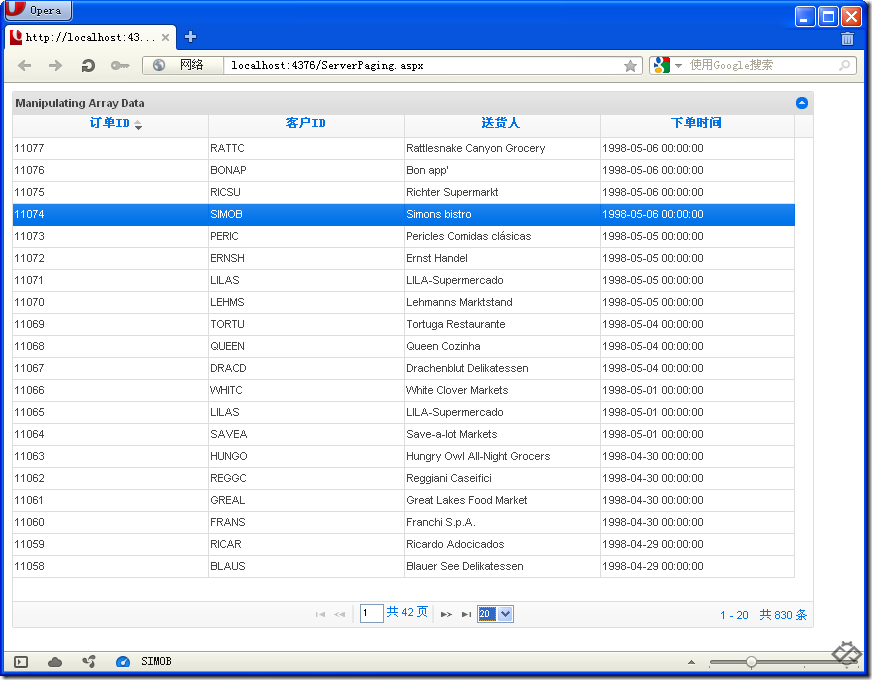 Opera
http://localhost:43...
网络 localhost:4376/ServerPaging.aspx 使用Google搜索
Manipulating Array Data
订单ID 客户ID 送货人 下单时间
11077 RATTC Rattlesnake Canyon Grocery 1998-05-06 00:00:00
11076 BONAP Bon app' 1998-05-06 00:00:00
11075 RICSU Richter Supermarkt 1998-05-06 00:00:00
11074 SIMOB Simons bistro 1998-05-06 00:00:00
11073 PERIC Pericles Comidas clásicas 1998-05-05 00:00:00
11072 ERNSH Ernst Handel 1998-05-05 00:00:00
11071 LILAS LILA-Supermercado 1998-05-05 00:00:00
11070 LEHMS Lehmanns Marktstand 1998-05-05 00:00:00
11069 TORTU Tortuga Restaurante 1998-05-04 00:00:00
11068 QUEEN Queen Cozinha 1998-05-04 00:00:00
11067 DRACD Drachenblut Delikatessen 1998-05-04 00:00:00
11066 WHITC White Clover Markets 1998-05-01 00:00:00
11065 LILAS LILA-Supermercado 1998-05-01 00:00:00
11064 SAVEA Save-a-lot Markets 1998-05-01 00:00:00
11063 HUNGO Hungry Owl All-Night Grocers 1998-04-30 00:00:00
11062 REGGC Reggiani Caseifici 1998-04-30 00:00:00
11061 GREAL Great Lakes Food Market 1998-04-30 00:00:00
11060 FRANS Franchi S.p.A. 1998-04-30 00:00:00
11059 RICAR Ricardo Adocicados 1998-04-29 00:00:00
11058 BLAUS Blauer See Delikatessen 1998-04-29 00:00:00
1 共 42 页 20 1 - 20 共 830 条
SIMOB